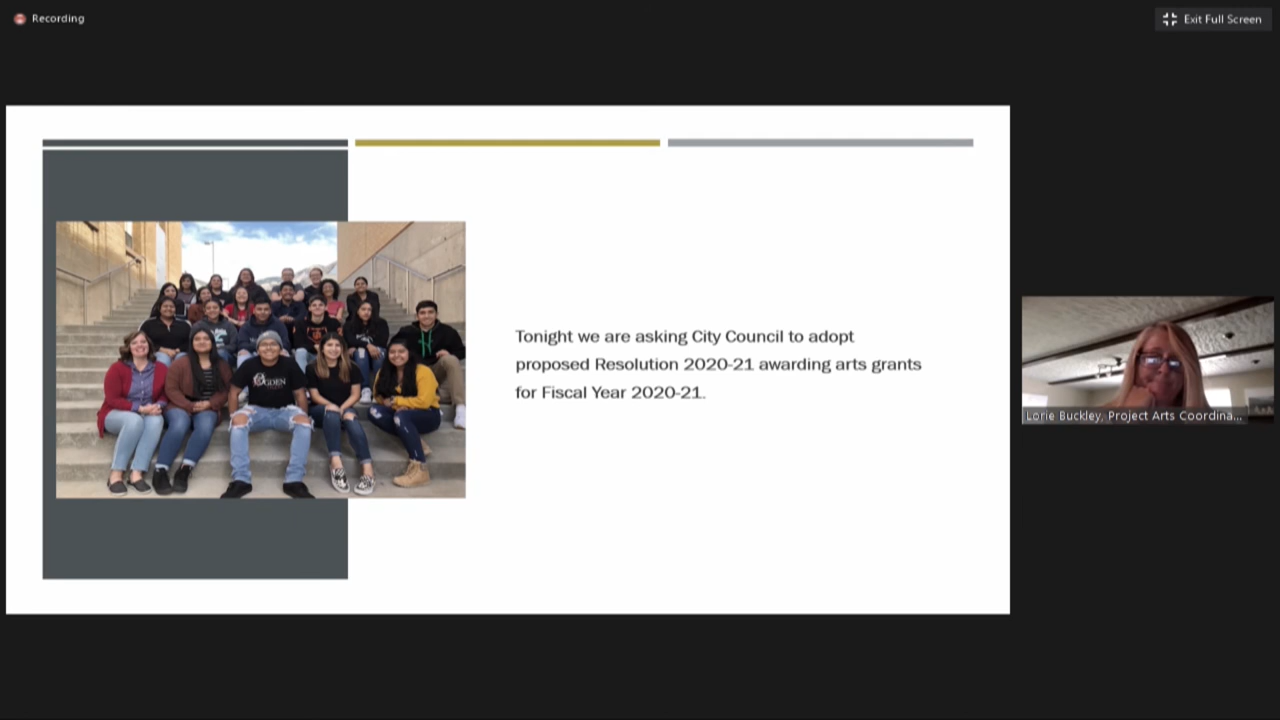 Recording
Exit Full Screen
Tonight we are asking City Council to adopt
proposed Resolution 2020-21 awarding arts grants
for Fiscal Year 2020-21.
OGDEN
Lorie Buckley, Project Arts Coordina...